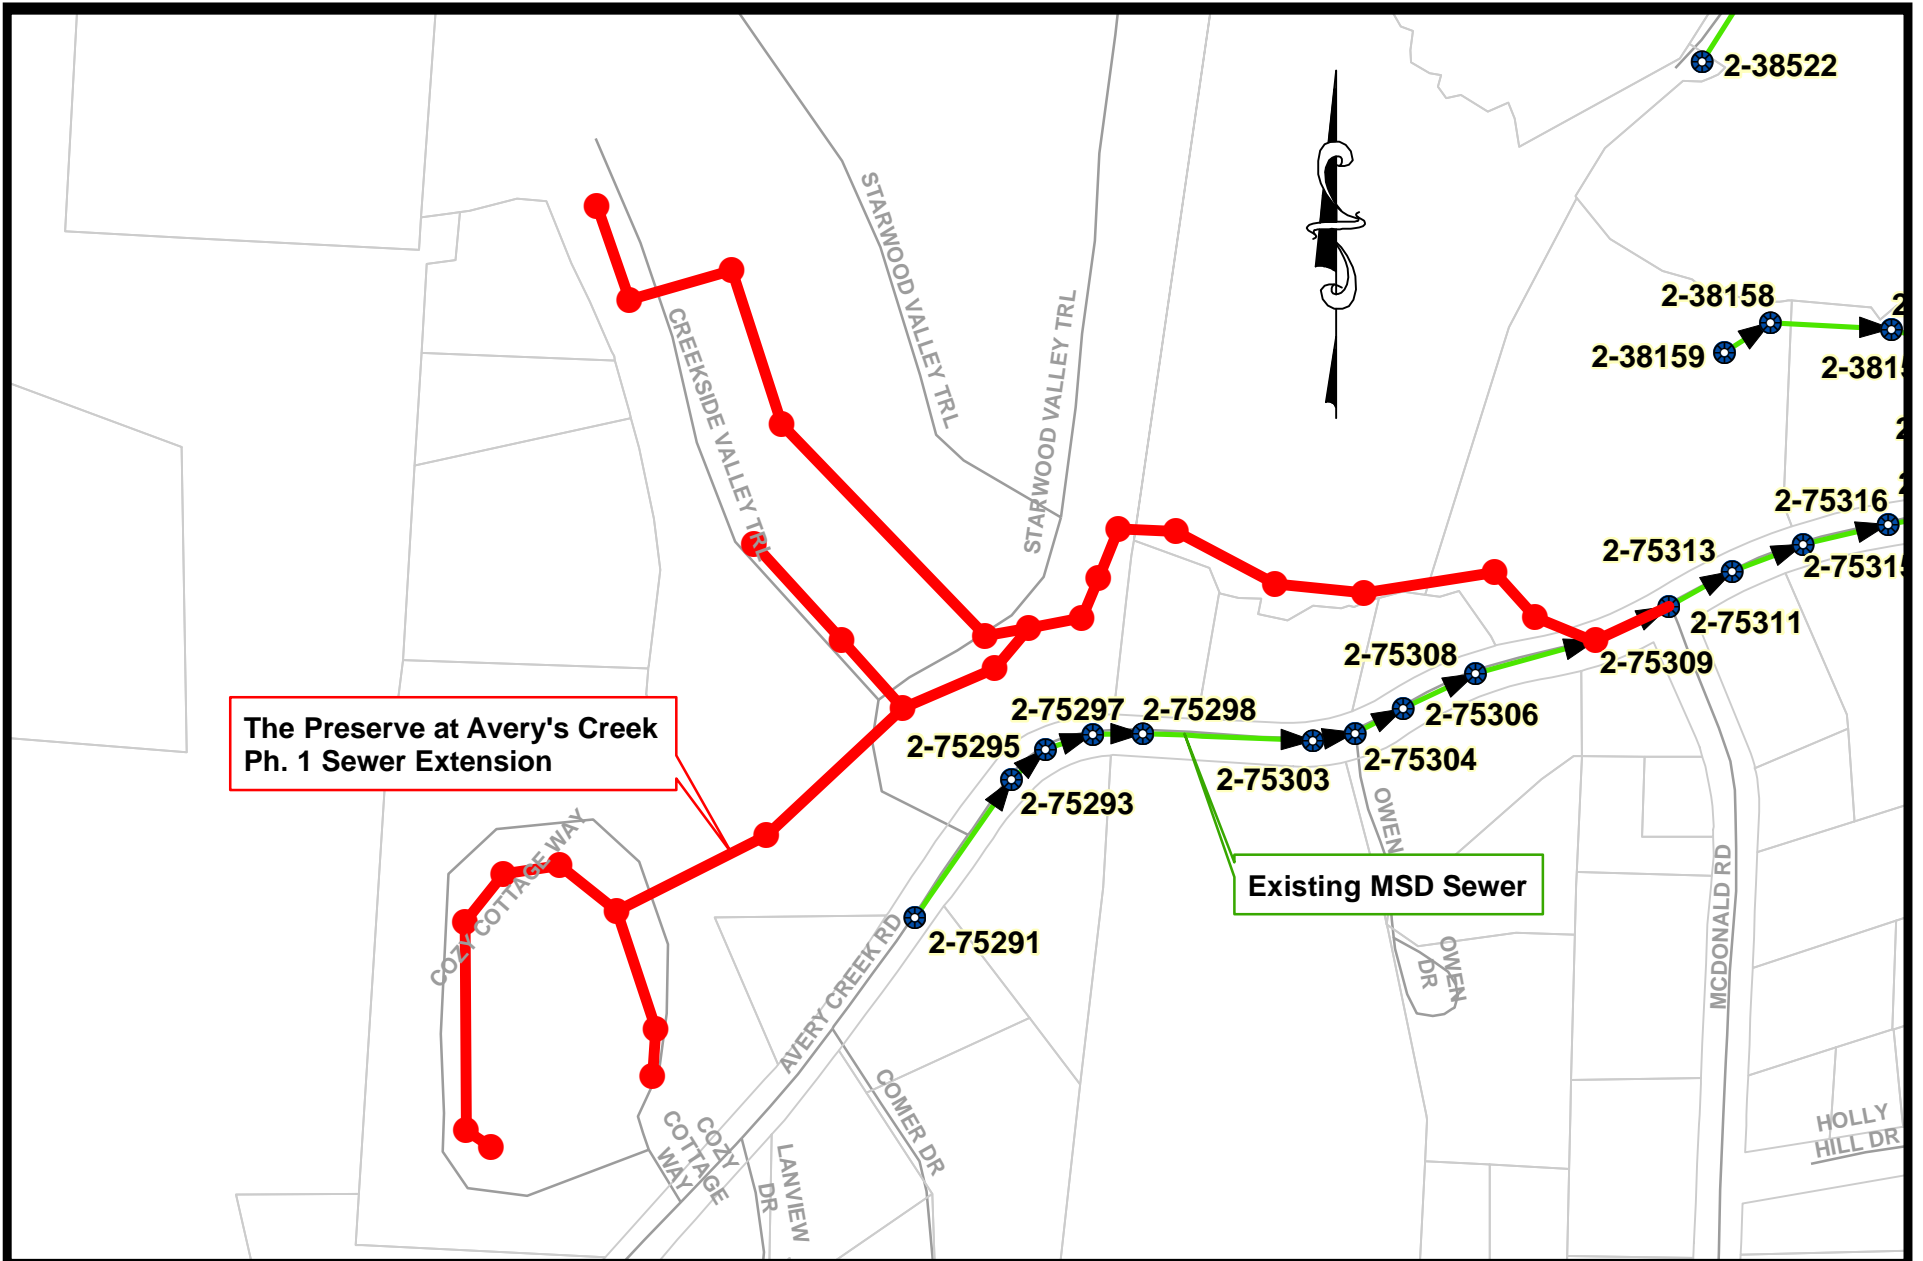 2-38522
STARWOOD VALLEY TRL
STARWOOD VALLEY TRL
CREEKSIDE VALLEY TRL
2-38158
2-38159
2-75316
2-75313
2-75311
2-75309
2-75308
2-75306
2-75304
2-75303
2-75298
2-75297
2-75295
2-75293
2-75291
The Preserve at Avery's Creek
Ph. 1 Sewer Extension
Existing MSD Sewer
COZY COTTAGE WAY
AVERY CREEK RD
OWEN
OWEN
DR
MCDONALD RD
COMER DR
COZY
COTTAGE
WAY
LANVIEW
DR
HOLLY
HILL DR